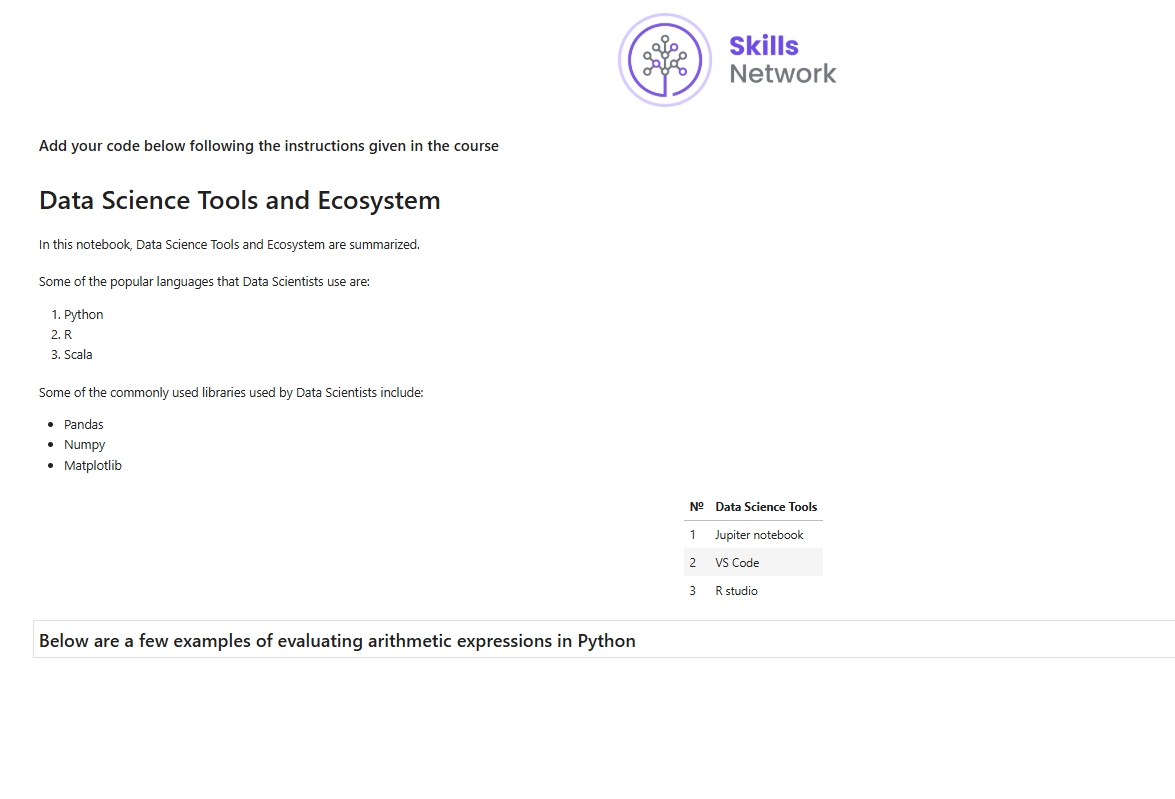 Skills
Network
Add your code below following the instructions given in the course
Data Science Tools and Ecosystem
In this notebook, Data Science Tools and Ecosystem are summarized.
Some of the popular languages that Data Scientists use are:
1. Python
2. R
3. Scala
Some of the commonly used libraries used by Data Scientists include:
• Pandas
• Numpy
• Matplotlib
№ Data Science Tools
1 Jupiter notebook
2 VS Code
3 R studio
Below are a few examples of evaluating arithmetic expressions in Python